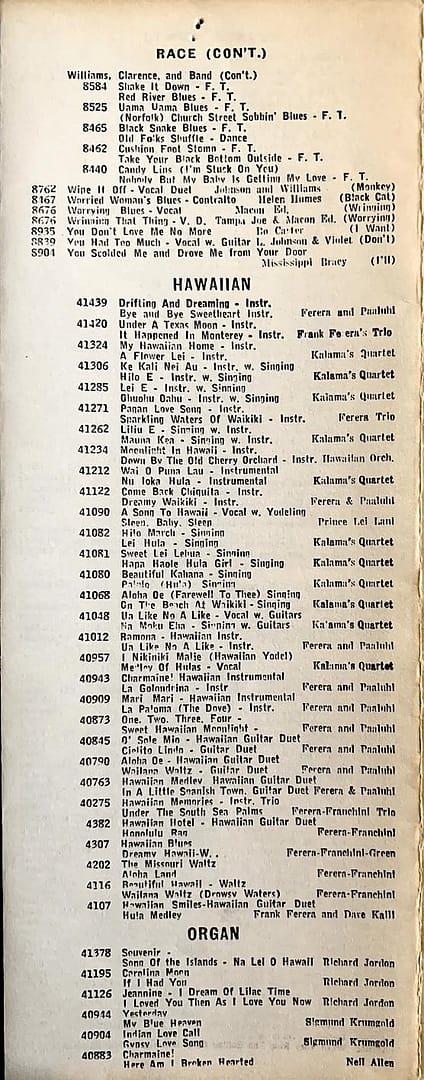 RACE (CON'T.)
Williams, Clarence, and Band (Con't.)
8584 Shake It Down - F. T.
Red River Blues - F. T.
8525 Uama Uama Blues - F. T.
(Norfolk) Church Street Sobbin' Blues - F. T.
8465 Black Snake Blues - F. T.
Old Folks Shuffle - Dance
8462 Cushion Foot Stomp - F. T.
Take Your Black Bottom Outside - F. T.
8440 Candy Lips (I'm Stuck On You)
Nobody But My Baby Is Getting My Love - F. T.
8762 Wipe It Off - Vocal Duet Johnson and Williams (Monkey)
8467 Worried Woman's Blues - Contralto Helen Humes (Black Cat)
8676 Worrying Blues - Vocal Macon Ed. (Winning)
8676 Winning That Thing - V. D. Tampa Joe & Macon Ed. (Worrying)
8935 You Don't Love Me No More Bo Carter (I Want)
8839 You Had Too Much - Vocal w. Guitar L. Johnson & Violet (Don't)
8904 You Scolded Me and Drove Me from Your Door
Mississippi Bracy (I'll)
HAWAIIAN
41439 Drifting And Dreaming - Instr.
Bye and Bye Sweetheart Instr. Ferera and Paaluhi
41420 Under A Texas Moon - Instr.
It Happened In Monterey - Instr. Frank Ferera's Trio
41324 My Hawaiian Home - Instr.
A Flower Lei - Instr. Kalama's Quartet
41306 Ke Kali Nei Au - Instr. w. Singing
Hilo E - Instr. w. Singing Kalama's Quartet
41285 Lei E - Instr. w. Singing
Ohuohu Oahu - Instr. w. Singing Kalama's Quartet
41271 Pagan Love Song - Instr.
Sparkling Waters Of Waikiki - Instr. Ferera Trio
41262 Liliu E - Singing w. Instr.
Mauna Kea - Singing w. Instr. Kalama's Quartet
41234 Moonlight In Hawaii - Instr.
Down By The Old Cherry Orchard - Instr. Hawaiian Orch.
41212 Wai O Puna Lau - Instrumental
Nu Ioka Hula - Instrumental Kalama's Quartet
41122 Come Back Chiquita - Instr.
Dreamy Waikiki - Instr. Ferera & Paaluhi
41090 A Song To Hawaii - Vocal w. Yodeling
Sleep, Baby, Sleep Prince Lei Lani
41082 Hilo March - Singing
Lei Hula - Singing Kalama's Quartet
41081 Sweet Lei Lehua - Singing
Hapa Haole Hula Girl - Singing Kalama's Quartet
41080 Beautiful Kahana - Singing
Palolo (Hula) Singing Kalama's Quartet
41068 Aloha Oe (Farewell To Thee) Singing
On The Beach At Waikiki - Singing Kalama's Quartet
41048 Ua Like No A Like - Vocal w. Guitars
Na Moku Eha - Singing w. Guitars Kalama's Quartet
41012 Ramona - Hawaiian Instr.
Ua Like No A Like - Instr. Ferera and Paaluhi
40957 I Nikiniki Malie (Hawaiian Yodel)
Medley Of Hulas - Vocal Kalama's Quartet
40943 Charmaine! Hawaiian Instrumental
La Golondrina - Instr Ferera and Paaluhi
40909 Mari Mari - Hawaiian Instrumental
La Paloma (The Dove) - Instr. Ferera and Paaluhi
40873 One, Two, Three, Four -
Sweet Hawaiian Moonlight - Ferera and Paaluhi
40845 O' Sole Mio - Hawaiian Guitar Duet
Cielito Lindo - Guitar Duet Ferera and Paaluhi
40790 Aloha Oe - Hawaiian Guitar Duet
Wailana Waltz - Guitar Duet Ferera and Paaluhi
40763 Hawaiian Medley Hawaiian Guitar Duet
In A Little Spanish Town, Guitar Duet Ferera & Paaluhi
40275 Hawaiian Memories - Instr. Trio
Under The South Sea Palms Ferera-Franchini Trio
4382 Hawaiian Hotel - Hawaiian Guitar Duet
Honolulu Rag Ferera-Franchini
4307 Hawaiian Blues
Dreamy Hawaii-W. . Ferera-Franchini-Green
4202 The Missouri Waltz
Aloha Land Ferera-Franchini
4116 Beautiful Hawaii - Waltz
Wailana Waltz (Drowsy Waters) Ferera-Franchini
4107 Hawaiian Smiles-Hawaiian Guitar Duet
Hula Medley Frank Ferera and Dave Kaili
ORGAN
41378 Souvenir -
Song Of the Islands - Na Lei O Hawaii Richard Jordon
41195 Carolina Moon
If I Had You Richard Jordon
41126 Jeannine - I Dream Of Lilac Time
I Loved You Then As I Love You Now Richard Jordon
40944 Yesterday
My Blue Heaven Sigmund Krumgold
40904 Indian Love Call
Gypsy Love Song Sigmund Krumgold
40883 Charmaine!
Here Am I Broken Hearted Nell Allen